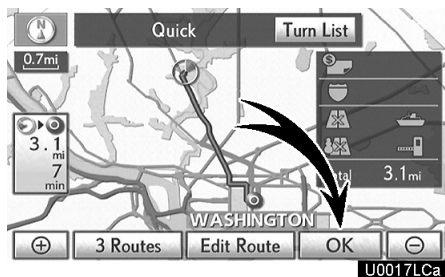 Quick
Turn List
0.7mi
3.1
mi
7
min
$
tal 3.1mi
WASHINGTON
3 Routes
Edit Route
OK
U0017LCa